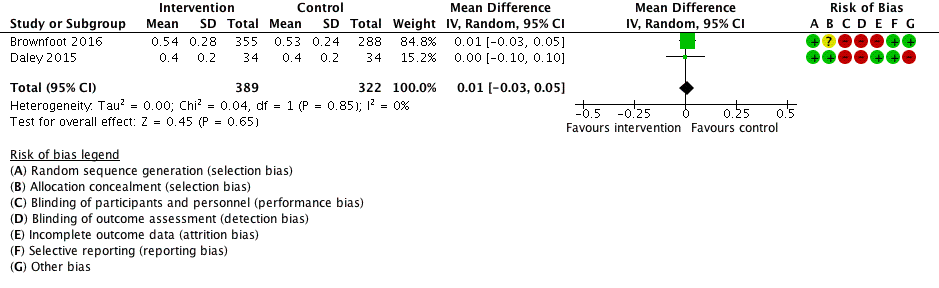 Intervention Control Mean Difference Mean Difference Risk of Bias
Study or Subgroup Mean SD Total Mean SD Total Weight IV, Random, 95% CI IV, Random, 95% CI A B C D E F G
Brownfoot 2016 0.54 0.28 355 0.53 0.24 288 84.8% 0.01 [-0.03, 0.05] + ? - - - + +
Daley 2015 0.4 0.2 34 0.4 0.2 34 15.2% 0.00 [-0.10, 0.10] + + - - + + -
Total (95% CI) 389 322 100.0% 0.01 [-0.03, 0.05]
Heterogeneity: Tau² = 0.00; Chi² = 0.04, df = 1 (P = 0.85); I² = 0%
Test for overall effect: Z = 0.45 (P = 0.65)
-0.5 -0.25 0 0.25 0.5
Favours intervention Favours control
Risk of bias legend
(A) Random sequence generation (selection bias)
(B) Allocation concealment (selection bias)
(C) Blinding of participants and personnel (performance bias)
(D) Blinding of outcome assessment (detection bias)
(E) Incomplete outcome data (attrition bias)
(F) Selective reporting (reporting bias)
(G) Other bias